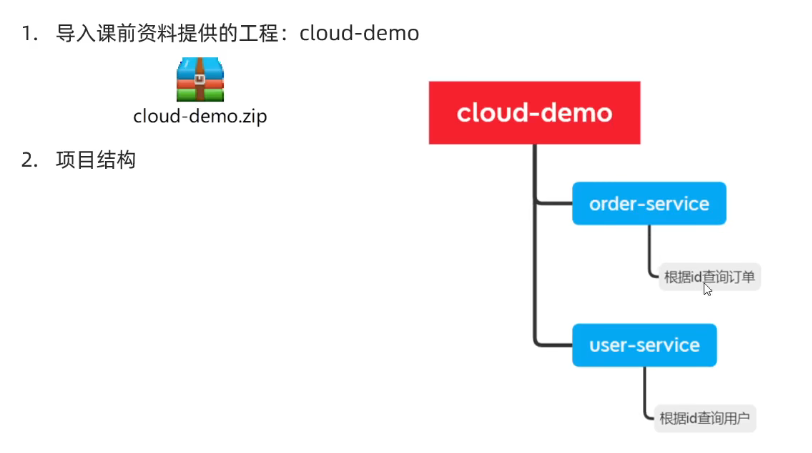 1. 导入课前资料提供的工程：cloud-demo
cloud-demo.zip
2. 项目结构
cloud-demo
order-service
根据id查询订单
user-service
根据id查询用户